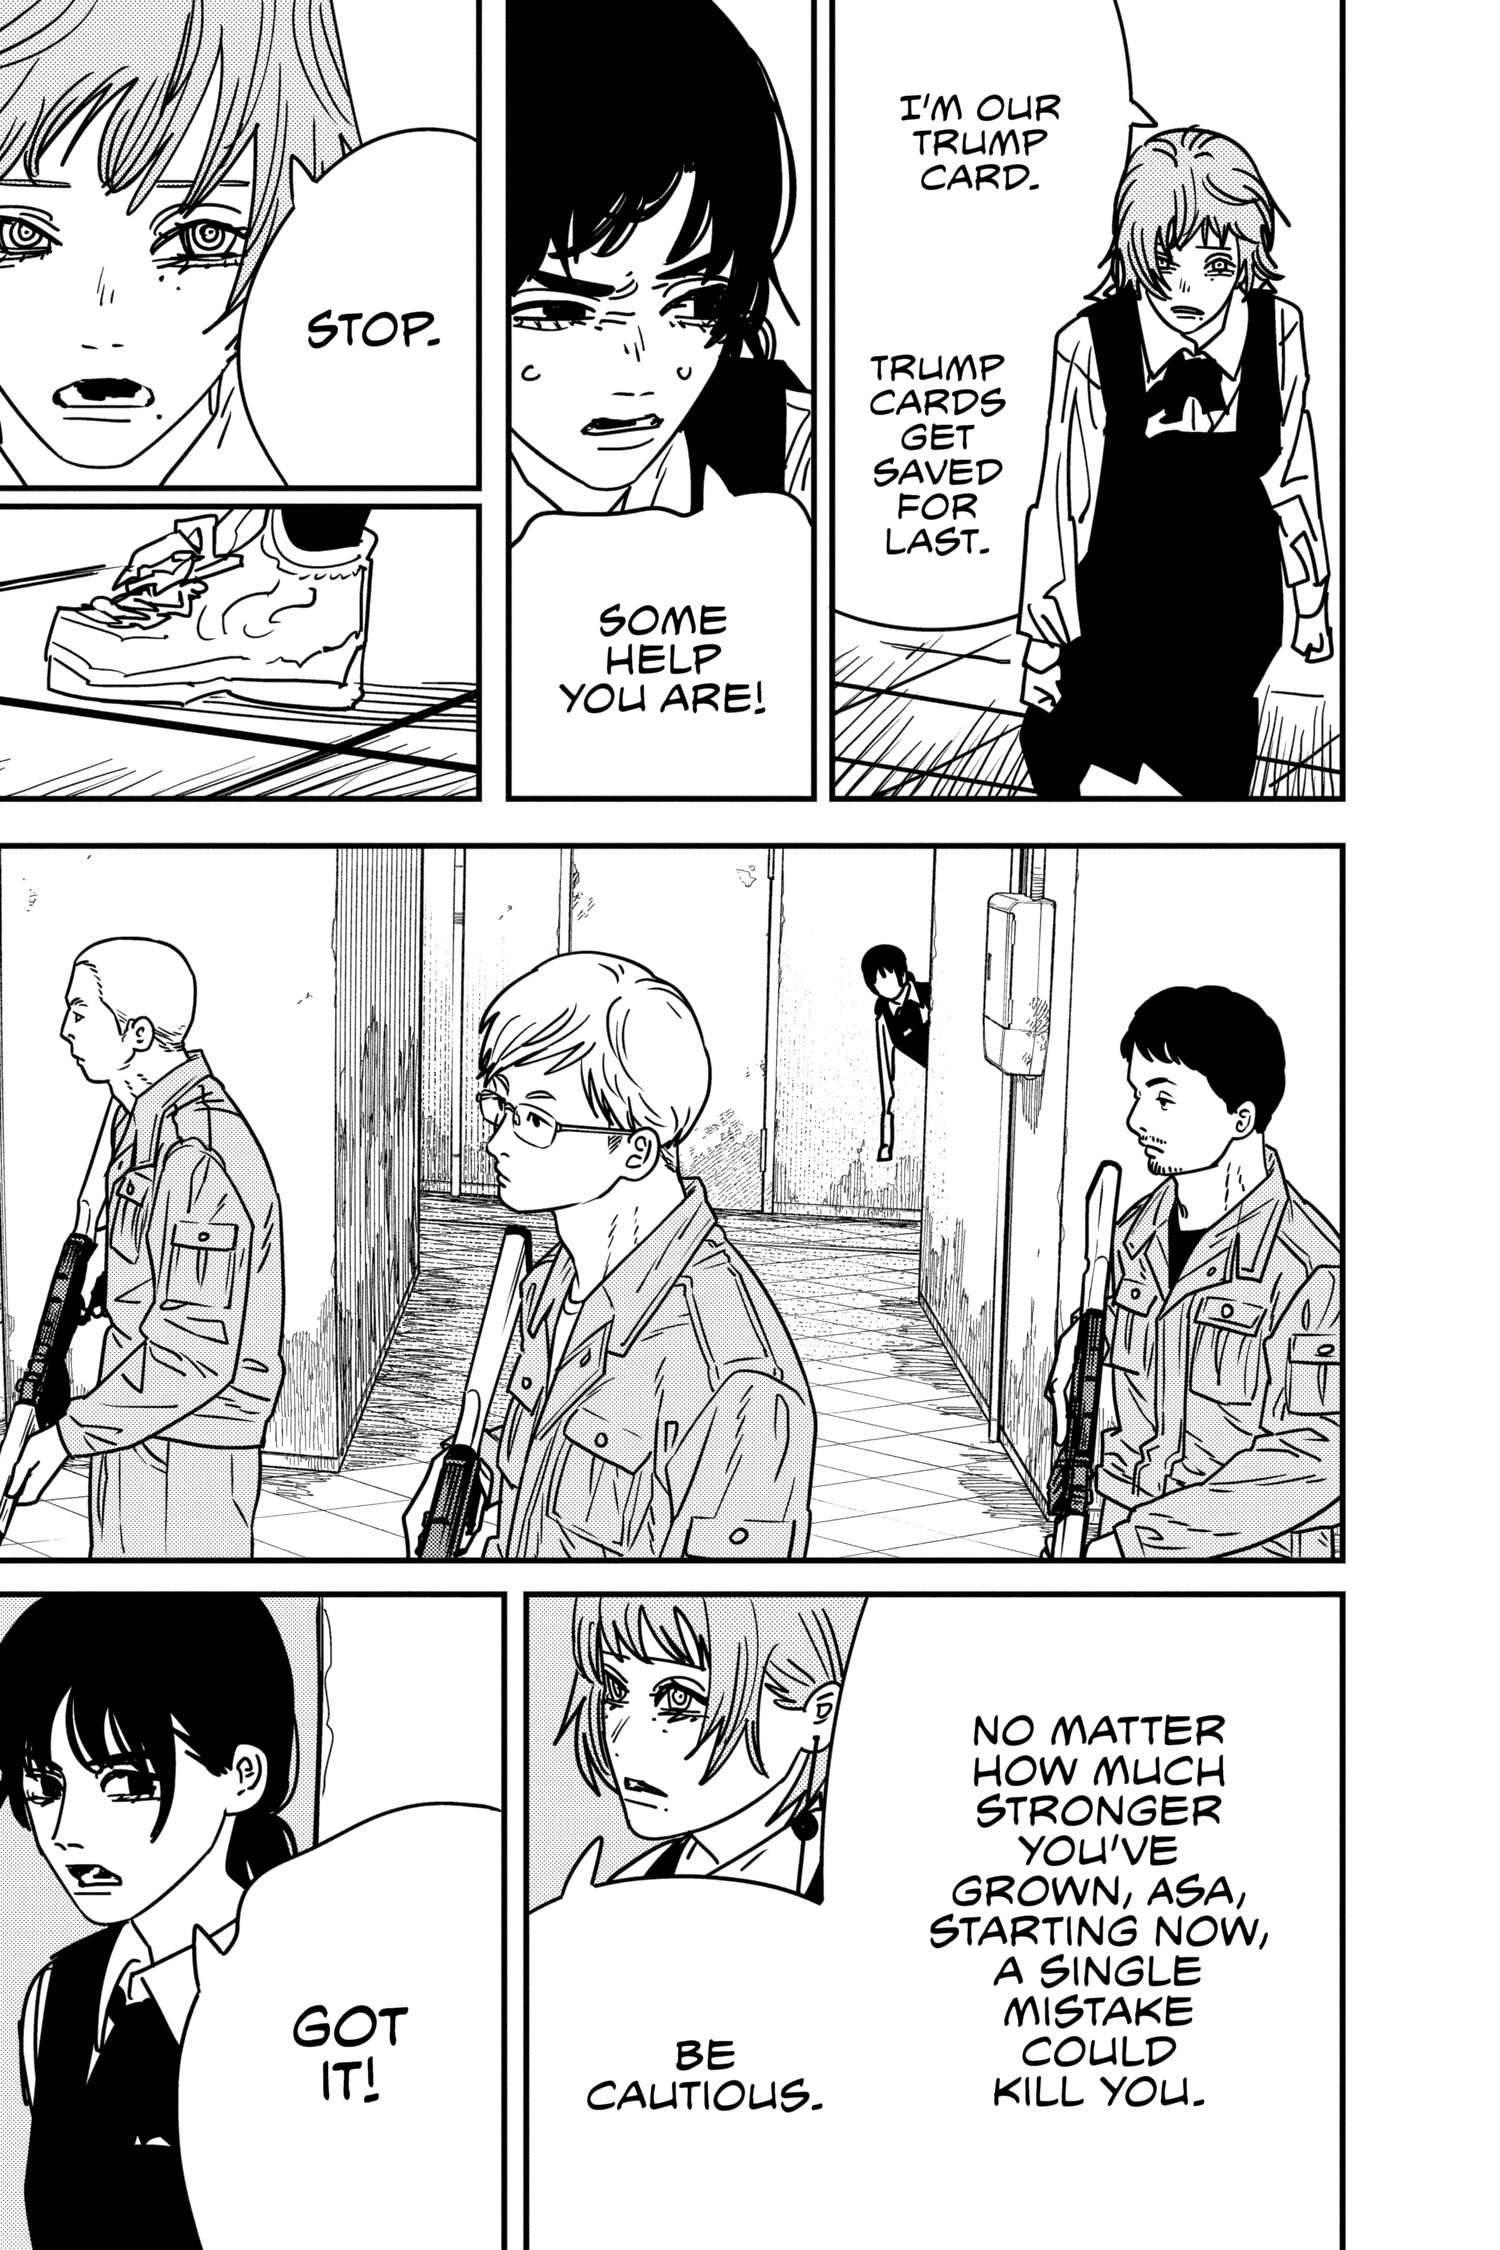 I'M OUR
TRUMP
CARD.
TRUMP
CARDS
GET
SAVED
FOR
LAST.
SOME
HELP
YOU ARE!
STOP.
NO MATTER
HOW MUCH
STRONGER
YOU'VE
GROWN, ASA,
STARTING NOW,
A SINGLE
MISTAKE
COULD
KILL YOU.
BE
CAUTIOUS.
GOT
IT!